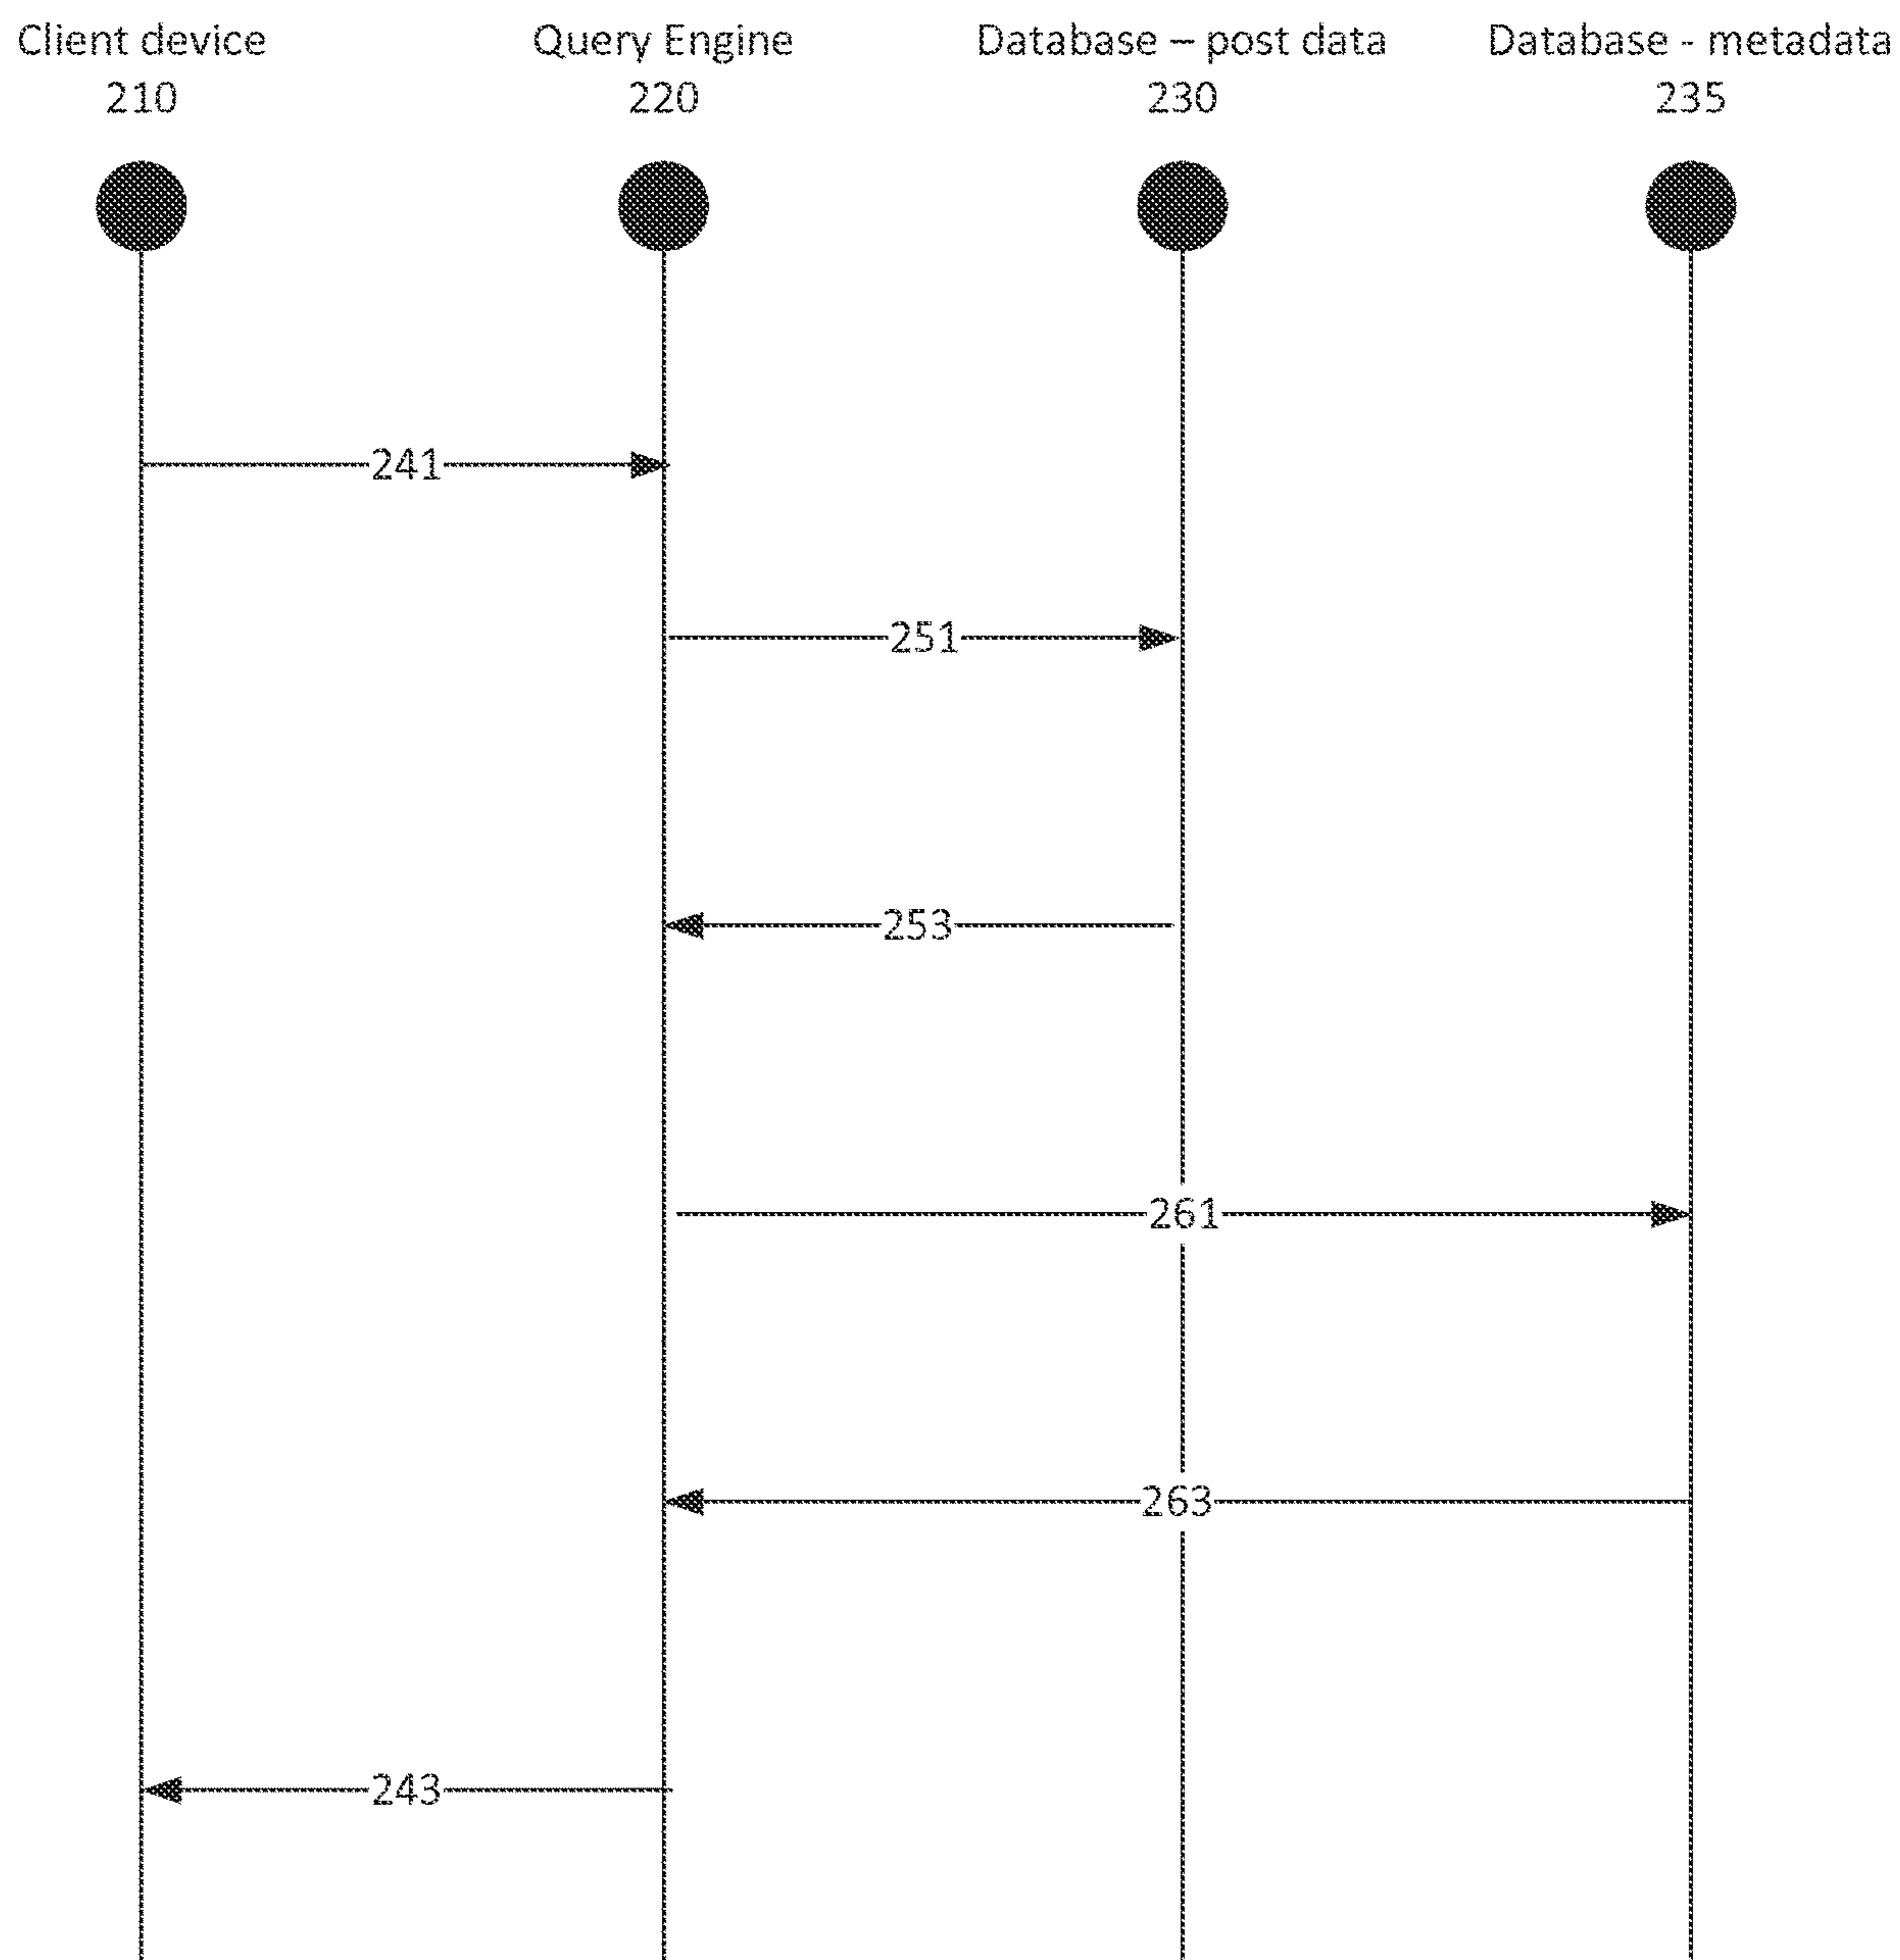 Client device
210
Query Engine
220
Database – post data
230
Database - metadata
235
241
251
253
261
263
243